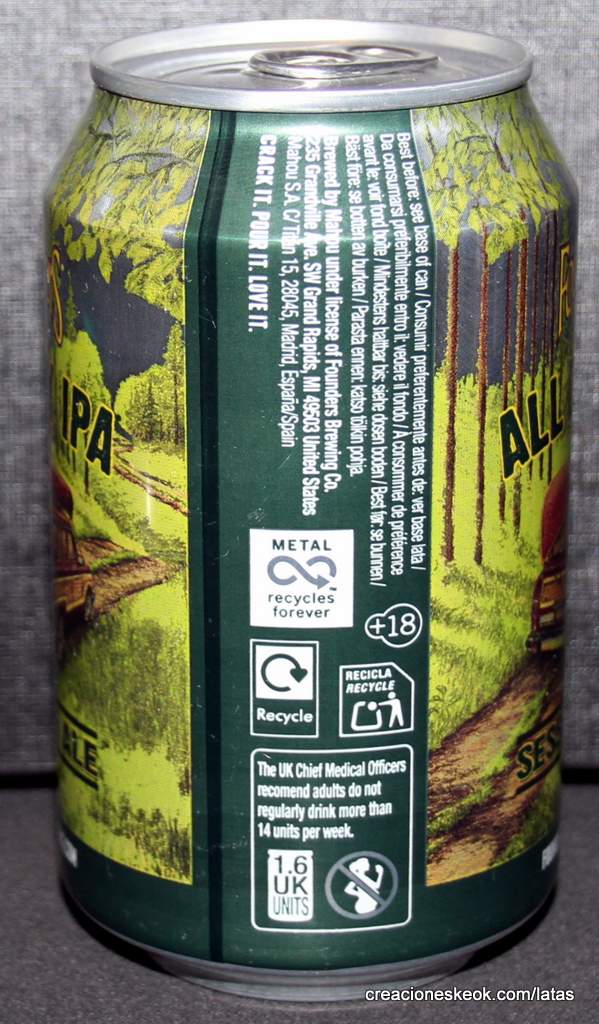 Best before: see base of can / Consumir preferentemente antes de: ver base lata /
Da consumarsi preferibilmente entro il: vedere il fondo / À consommer de préférence
avant le: voir fond boîte / Mindestens haltbar bis: siehe dosen boden / Best før: se bunnen /
Bäst före: se botten av burken / Parasta ennen: katso tölkin pohja.
Brewed by Mahou under license of Founders Brewing Co.
235 Grandville Ave. SW Grand Rapids, MI 49503 United States
Mahou S.A. C/ Titán 15, 28045, Madrid, España/Spain
CRACK IT. POUR IT. LOVE IT.
IPA
ALE
ALL
SES
METAL
recycles
forever
™
+18
Recycle
RECICLA
RECYCLE
The UK Chief Medical Officers
recomend adults do not
regularly drink more than
14 units per week.
1.6
UK
UNITS
creacioneskeok.com/latas